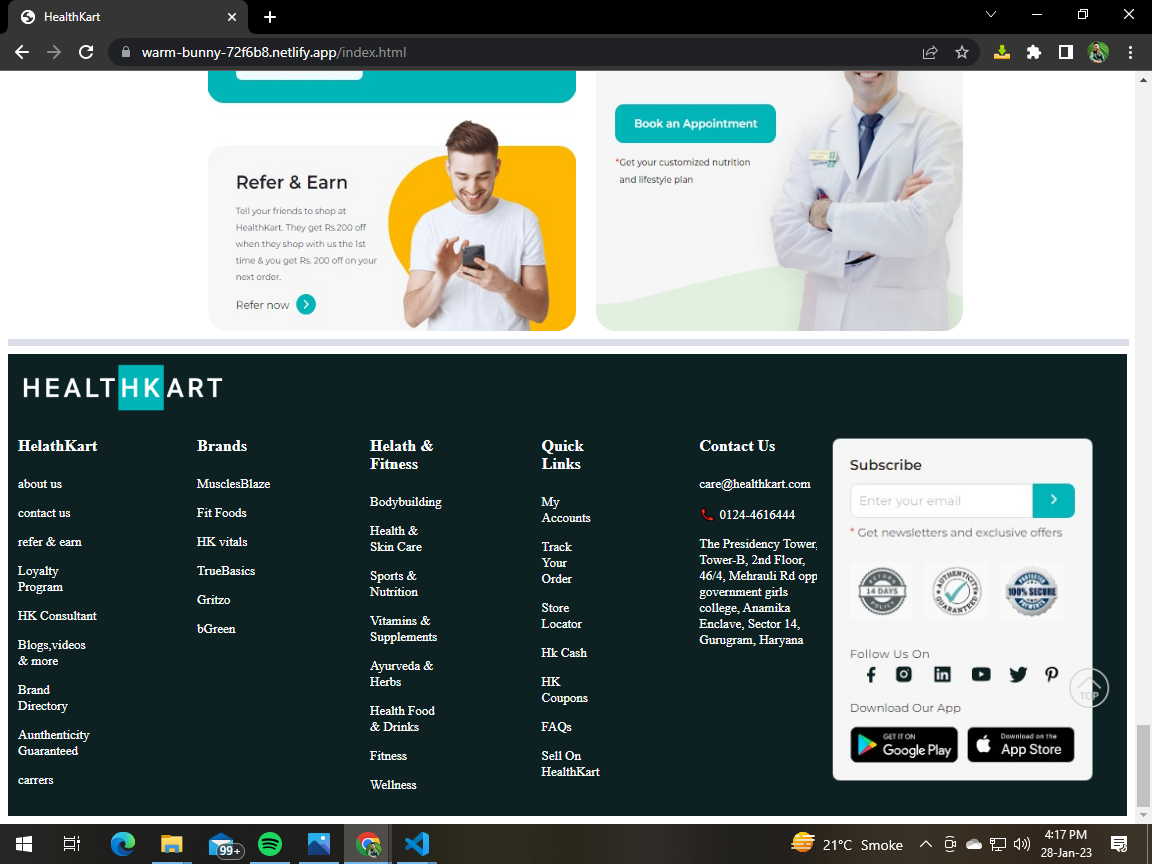 HealthKart
warm-bunny-72f6b8.netlify.app/index.html
Book an Appointment
*Get your customized nutrition
and lifestyle plan
Refer & Earn
Tell your friends to shop at
HealthKart. They get Rs.200 off
when they shop with us the 1st
time & you get Rs. 200 off on your
next order.
Refer now
HEALTHKART
HelathKart
about us
contact us
refer & earn
Loyalty
Program
HK Consultant
Blogs,videos
& more
Brand
Directory
Aunthenticity
Guaranteed
carrers
Brands
MusclesBlaze
Fit Foods
HK vitals
TrueBasics
Gritzo
bGreen
Helath &
Fitness
Bodybuilding
Health &
Skin Care
Sports &
Nutrition
Vitamins &
Supplements
Ayurveda &
Herbs
Health Food
& Drinks
Fitness
Wellness
Quick
Links
My
Accounts
Track
Your
Order
Store
Locator
Hk Cash
HK
Coupons
FAQs
Sell On
HealthKart
Contact Us
care@healthkart.com
0124-4616444
The Presidency Tower,
Tower-B, 2nd Floor,
46/4, Mehrauli Rd opp
government girls
college, Anamika
Enclave, Sector 14,
Gurugram, Haryana
Subscribe
Enter your email
* Get newsletters and exclusive offers
RETURN
14 DAYS
POLICY
AUTHENTICITY
GUARANTEED
PROTECTED
100% SECURE
PAYMENTS
Follow Us On
TOP
Download Our App
GET IT ON
Google Play
Download on the
App Store
99+
21°C Smoke
4:17 PM
28-Jan-23